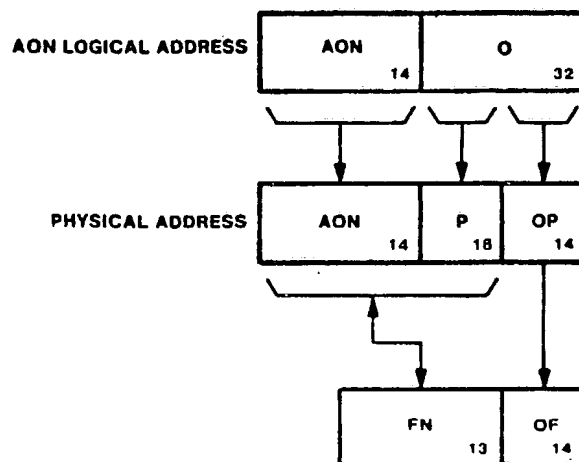 AON LOGICAL ADDRESS
AON
14
O
32
PHYSICAL ADDRESS
AON
14
P
18
OP
14
FN
13
OF
14